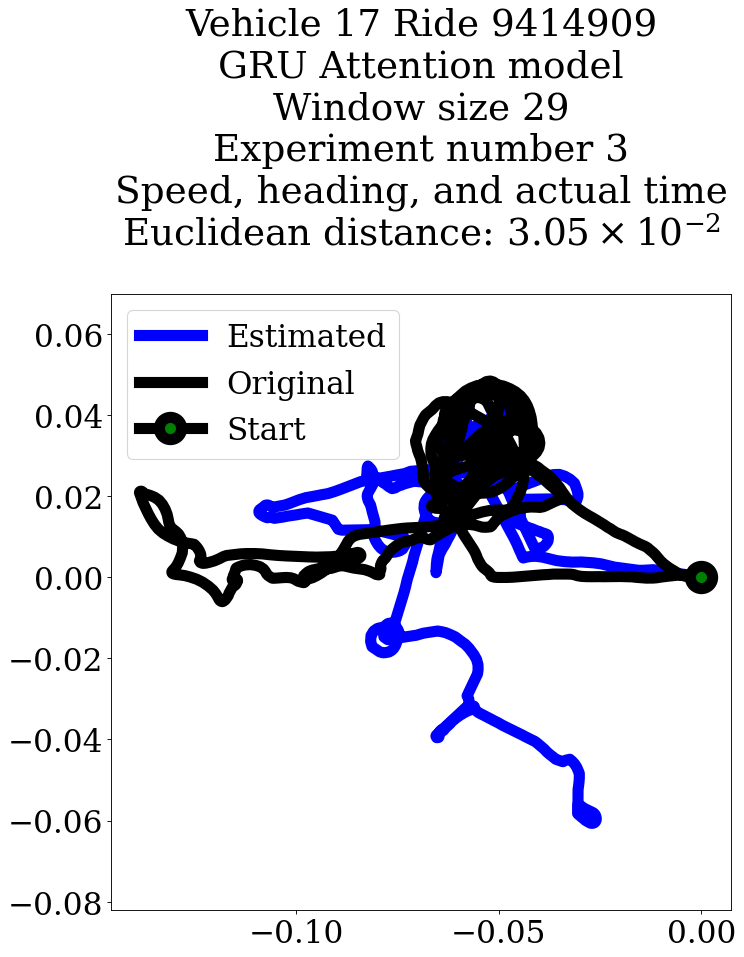 Vehicle 17 Ride 9414909
GRU Attention model
Window size 29
Experiment number 3
Speed, heading, and actual time
Euclidean distance: 3.05 × 10⁻²
Estimated
Original
Start
0.06
0.04
0.02
0.00
−0.02
−0.04
−0.06
−0.08
−0.10
−0.05
0.00